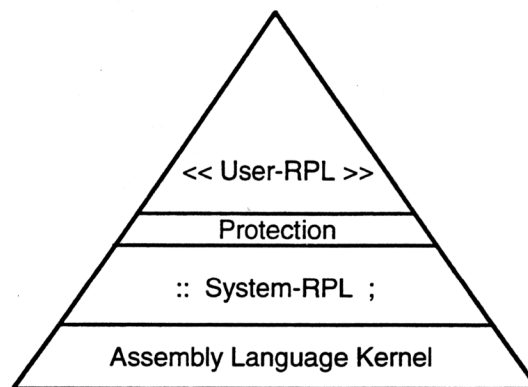 << User-RPL >>
Protection
:: System-RPL ;
Assembly Language Kernel